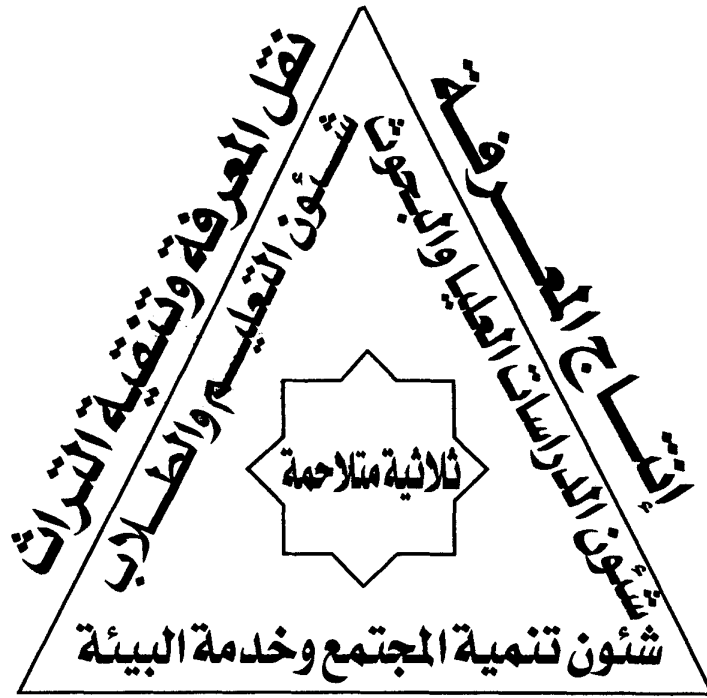 إنتاج المعرفة
شئون الدراسات العليا والبحوث
نقل المعرفة وتنقية التراث
شئون التعليم والطلاب
ثلاثية متلاحمة
شئون تنمية المجتمع وخدمة البيئة